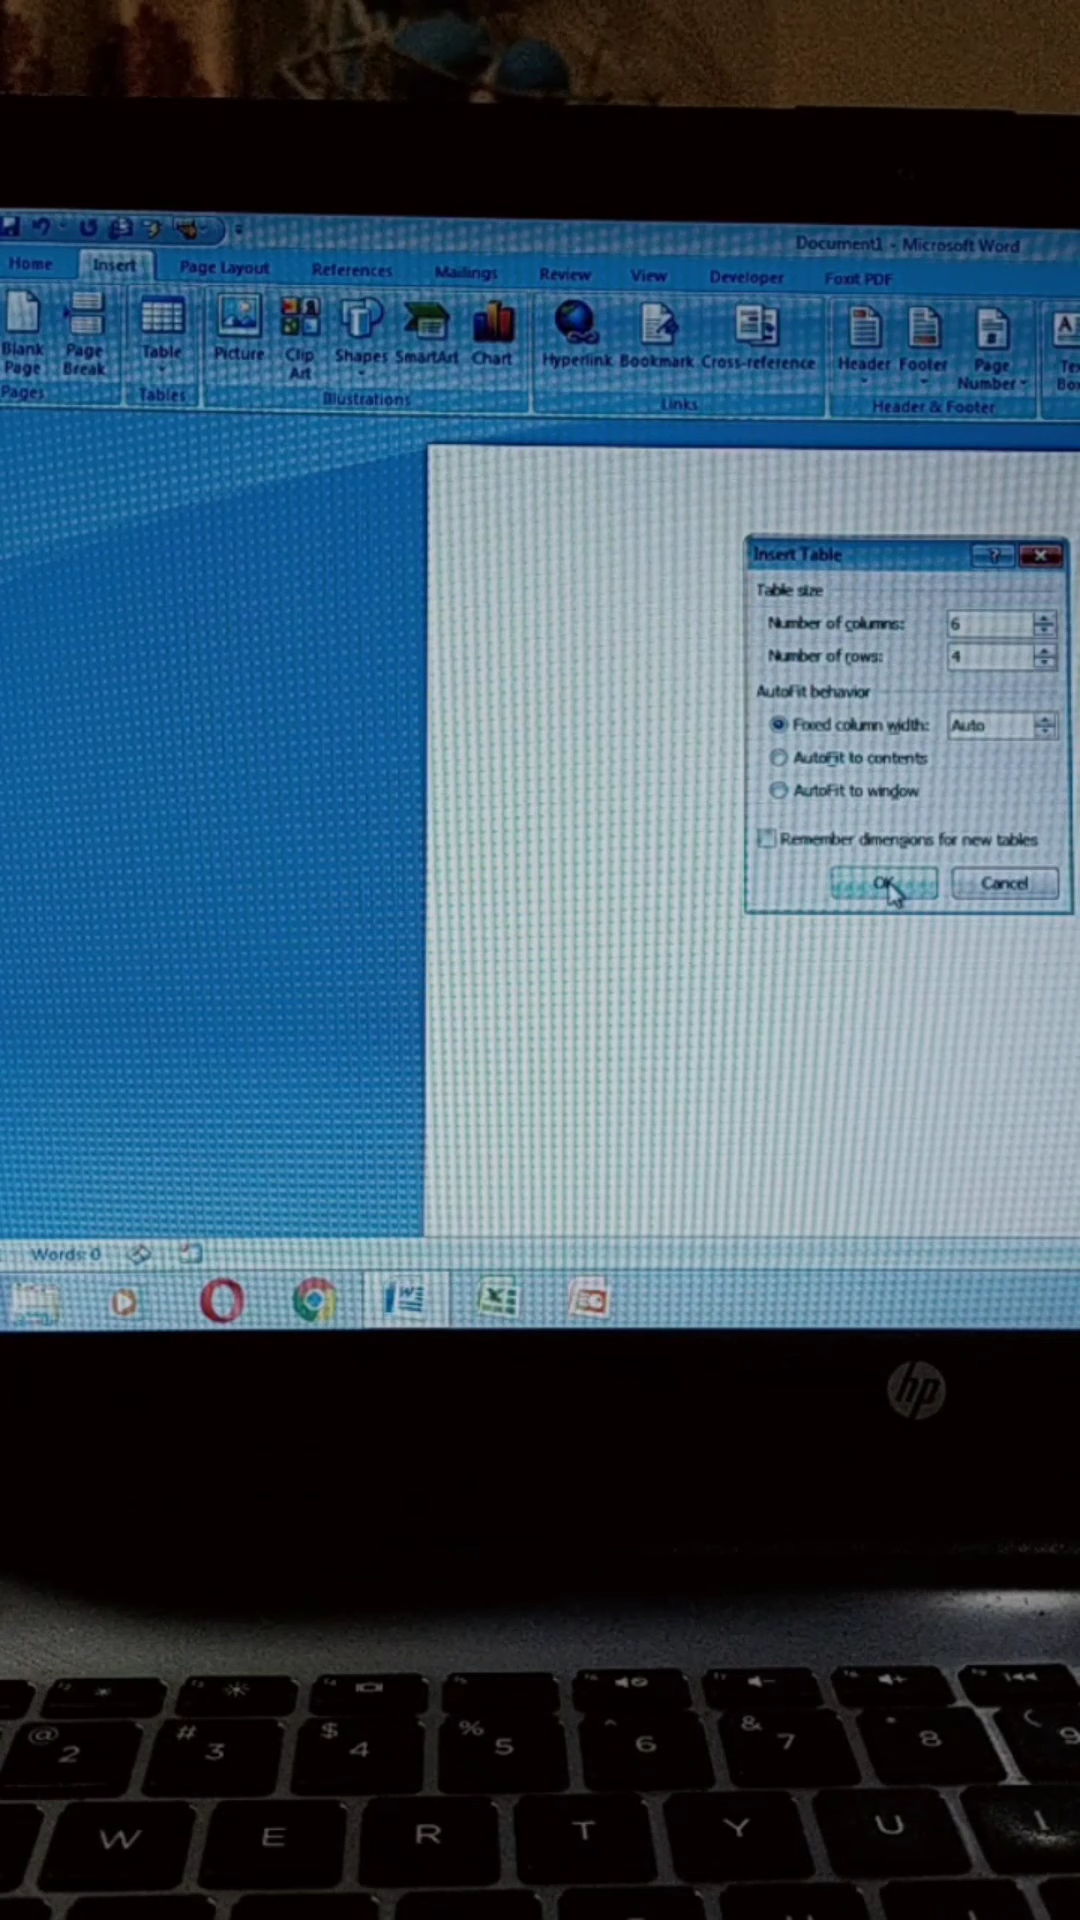 Document1 - Microsoft Word
Home Insert Page Layout References Mailings Review View Developer Foxit PDF
Blank Page
Page Break
Table
Picture
Clip Art
Shapes
SmartArt
Chart
Hyperlink
Bookmark
Cross-reference
Header
Footer
Page Number
Pages Tables Illustrations Links Header & Footer
Insert Table
Table size
Number of columns: 6
Number of rows: 4
AutoFit behavior
Fixed column width: Auto
AutoFit to contents
AutoFit to window
Remember dimensions for new tables
OK Cancel
Words: 0
hp
@ 2 # 3 $ 4 % 5 ^ 6 & 7 * 8 ( 9
W E R T Y U I